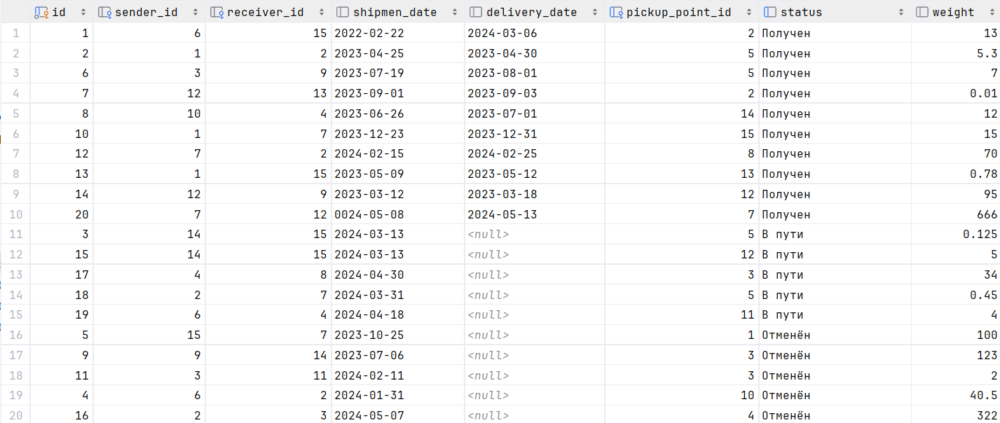 id sender_id receiver_id shipmen_date delivery_date pickup_point_id status weight
1 1 6 15 2022-02-22 2024-03-06 2 Получен 13
2 2 1 2 2023-04-25 2023-04-30 5 Получен 5.3
3 6 3 9 2023-07-19 2023-08-01 5 Получен 7
4 7 12 13 2023-09-01 2023-09-03 2 Получен 0.01
5 8 10 4 2023-06-26 2023-07-01 14 Получен 12
6 10 1 7 2023-12-23 2023-12-31 15 Получен 15
7 12 7 2 2024-02-15 2024-02-25 8 Получен 70
8 13 1 15 2023-05-09 2023-05-12 13 Получен 0.78
9 14 12 9 2023-03-12 2023-03-18 12 Получен 95
10 20 7 12 0024-05-08 2024-05-13 7 Получен 666
11 3 14 15 2024-03-13 <null> 5 В пути 0.125
12 15 14 15 2024-03-13 <null> 12 В пути 5
13 17 4 8 2024-04-30 <null> 3 В пути 34
14 18 2 7 2024-03-31 <null> 5 В пути 0.45
15 19 6 4 2024-04-18 <null> 11 В пути 4
16 5 15 7 2023-10-25 <null> 1 Отменён 100
17 9 9 14 2023-07-06 <null> 3 Отменён 123
18 11 3 11 2024-02-11 <null> 3 Отменён 2
19 4 6 2 2024-01-31 <null> 10 Отменён 40.5
20 16 2 3 2024-05-07 <null> 4 Отменён 322